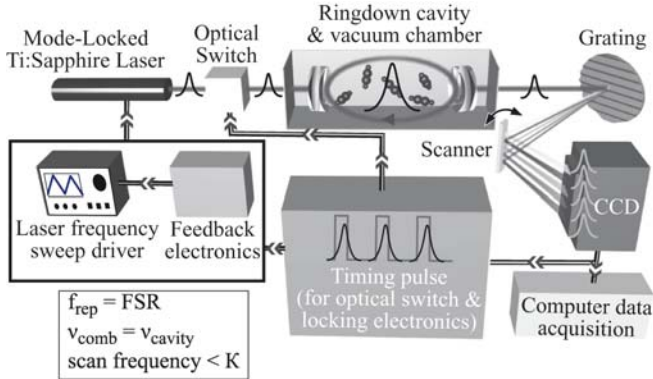 Mode-Locked
Ti:Sapphire Laser
Optical
Switch
Ringdown cavity
& vacuum chamber
Grating
Scanner
CCD
Laser frequency
sweep driver
Feedback
electronics
Timing pulse
(for optical switch &
locking electronics)
Computer data
acquisition
f_rep = FSR
ν_comb = ν_cavity
scan frequency < K